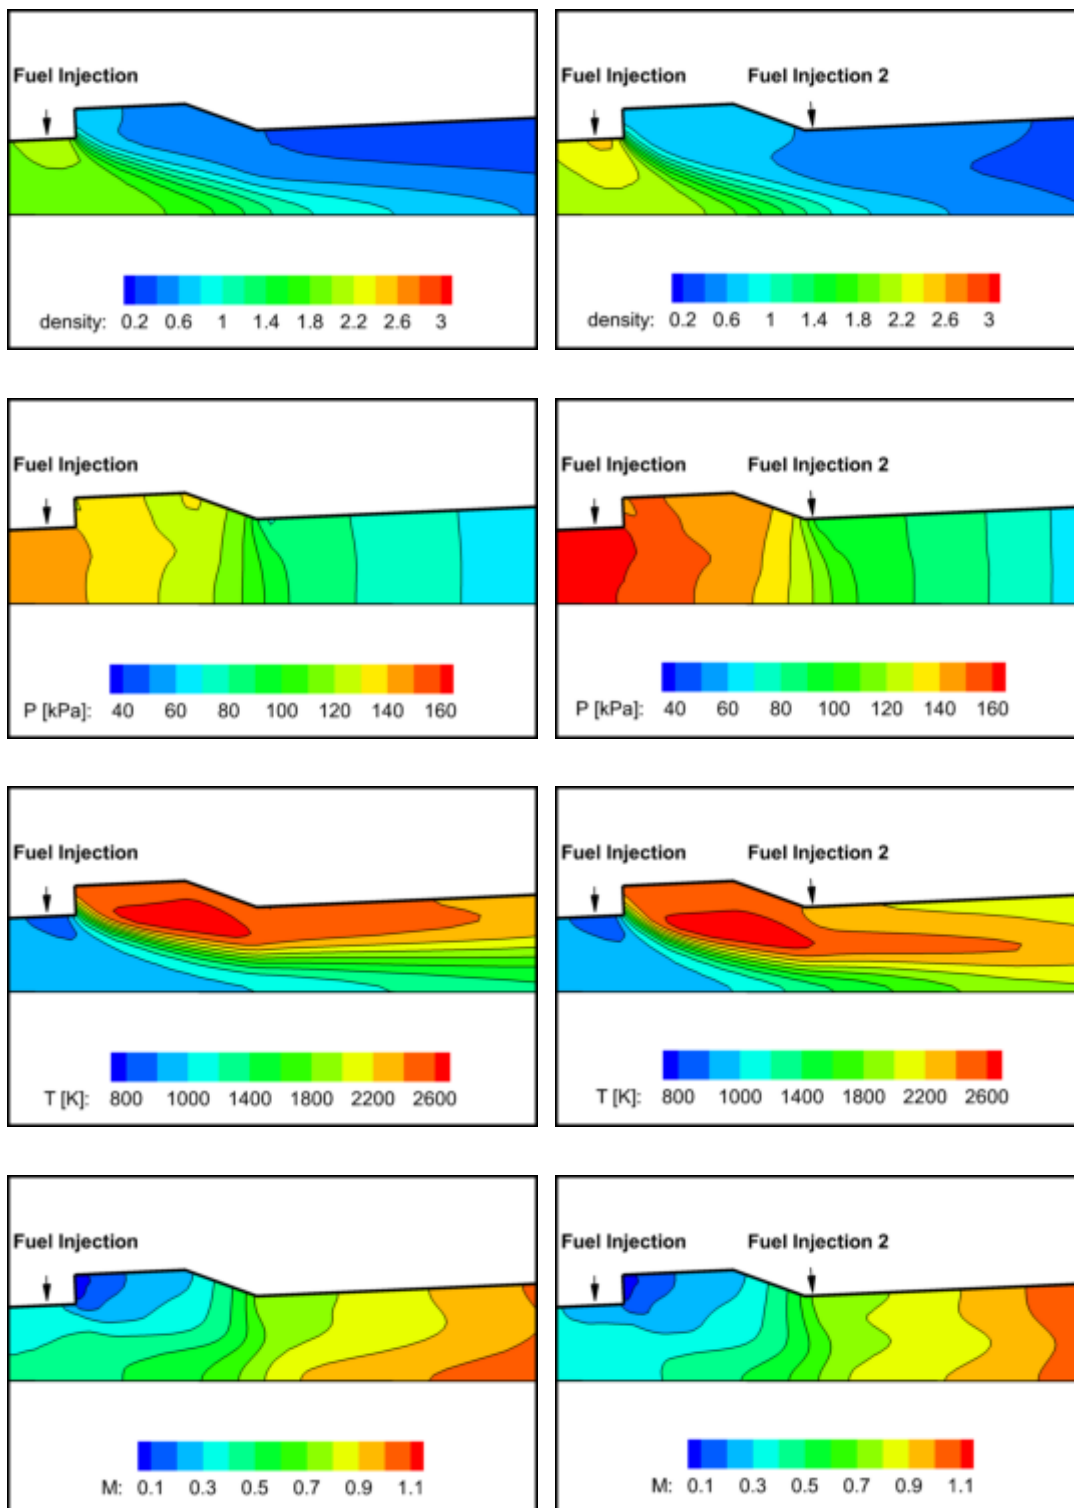 Fuel Injection
density: 0.2 0.6 1 1.4 1.8 2.2 2.6 3
Fuel Injection Fuel Injection 2
density: 0.2 0.6 1 1.4 1.8 2.2 2.6 3
Fuel Injection
P [kPa]: 40 60 80 100 120 140 160
Fuel Injection Fuel Injection 2
P [kPa]: 40 60 80 100 120 140 160
Fuel Injection
T [K]: 800 1000 1400 1800 2200 2600
Fuel Injection Fuel Injection 2
T [K]: 800 1000 1400 1800 2200 2600
Fuel Injection
M: 0.1 0.3 0.5 0.7 0.9 1.1
Fuel Injection Fuel Injection 2
M: 0.1 0.3 0.5 0.7 0.9 1.1